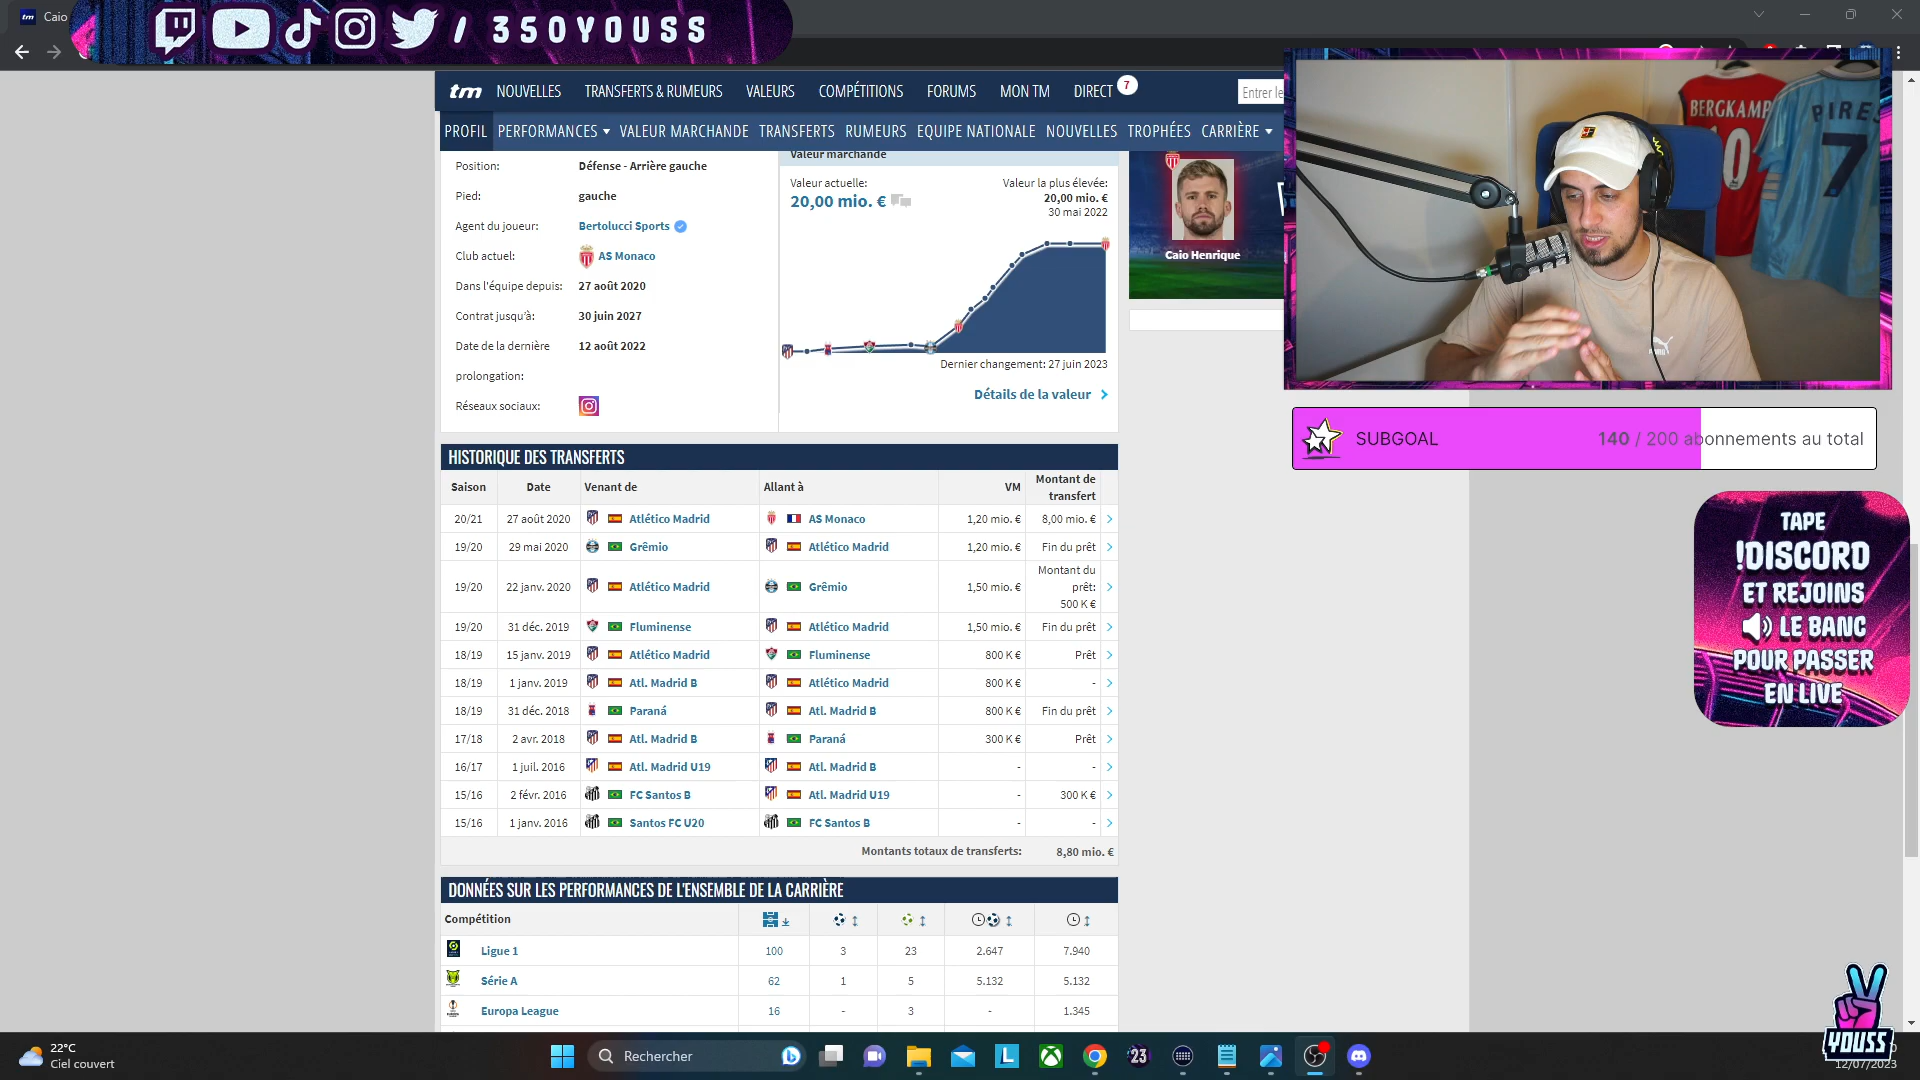 Caio
/ 350YOUSS
tm NOUVELLES TRANSFERTS & RUMEURS VALEURS COMPÉTITIONS FORUMS MON TM DIRECT 7
Entrer le
PROFIL PERFORMANCES VALEUR MARCHANDE TRANSFERTS RUMEURS EQUIPE NATIONALE NOUVELLES TROPHÉES CARRIÈRE
Position: Défense - Arrière gauche
Pied: gauche
Agent du joueur: Bertolucci Sports
Club actuel: AS Monaco
Dans l'équipe depuis: 27 août 2020
Contrat jusqu'à: 30 juin 2027
Date de la dernière prolongation: 12 août 2022
Réseaux sociaux:
Valeur marchande
Valeur actuelle:
20,00 mio. €
Valeur la plus élevée:
20,00 mio. €
30 mai 2022
Dernier changement: 27 juin 2023
Détails de la valeur
Caio Henrique
BERGKAMP
10
PIRES
7
PUMA
SUBGOAL 140 / 200 abonnements au total
HISTORIQUE DES TRANSFERTS
Saison Date Venant de Allant à VM Montant de transfert
20/21 27 août 2020 Atlético Madrid AS Monaco 1,20 mio. € 8,00 mio. €
19/20 29 mai 2020 Grêmio Atlético Madrid 1,20 mio. € Fin du prêt
19/20 22 janv. 2020 Atlético Madrid Grêmio 1,50 mio. € Montant du prêt: 500 K €
19/20 31 déc. 2019 Fluminense Atlético Madrid 1,50 mio. € Fin du prêt
18/19 15 janv. 2019 Atlético Madrid Fluminense 800 K € Prêt
18/19 1 janv. 2019 Atl. Madrid B Atlético Madrid 800 K € -
18/19 31 déc. 2018 Paraná Atl. Madrid B 800 K € Fin du prêt
17/18 2 avr. 2018 Atl. Madrid B Paraná 300 K € Prêt
16/17 1 juil. 2016 Atl. Madrid U19 Atl. Madrid B - -
15/16 2 févr. 2016 FC Santos B Atl. Madrid U19 - 300 K €
15/16 1 janv. 2016 Santos FC U20 FC Santos B - -
Montants totaux de transferts: 8,80 mio. €
DONNÉES SUR LES PERFORMANCES DE L'ENSEMBLE DE LA CARRIÈRE
Compétition
Ligue 1 100 3 23 2.647 7.940
Série A 62 1 5 5.132 5.132
Europa League 16 - 3 - 1.345
TAPE
!DISCORD
ET REJOINS
LE BANC
POUR PASSER
EN LIVE
YOUSS
22°C
Ciel couvert
Rechercher
23
12/07/2023